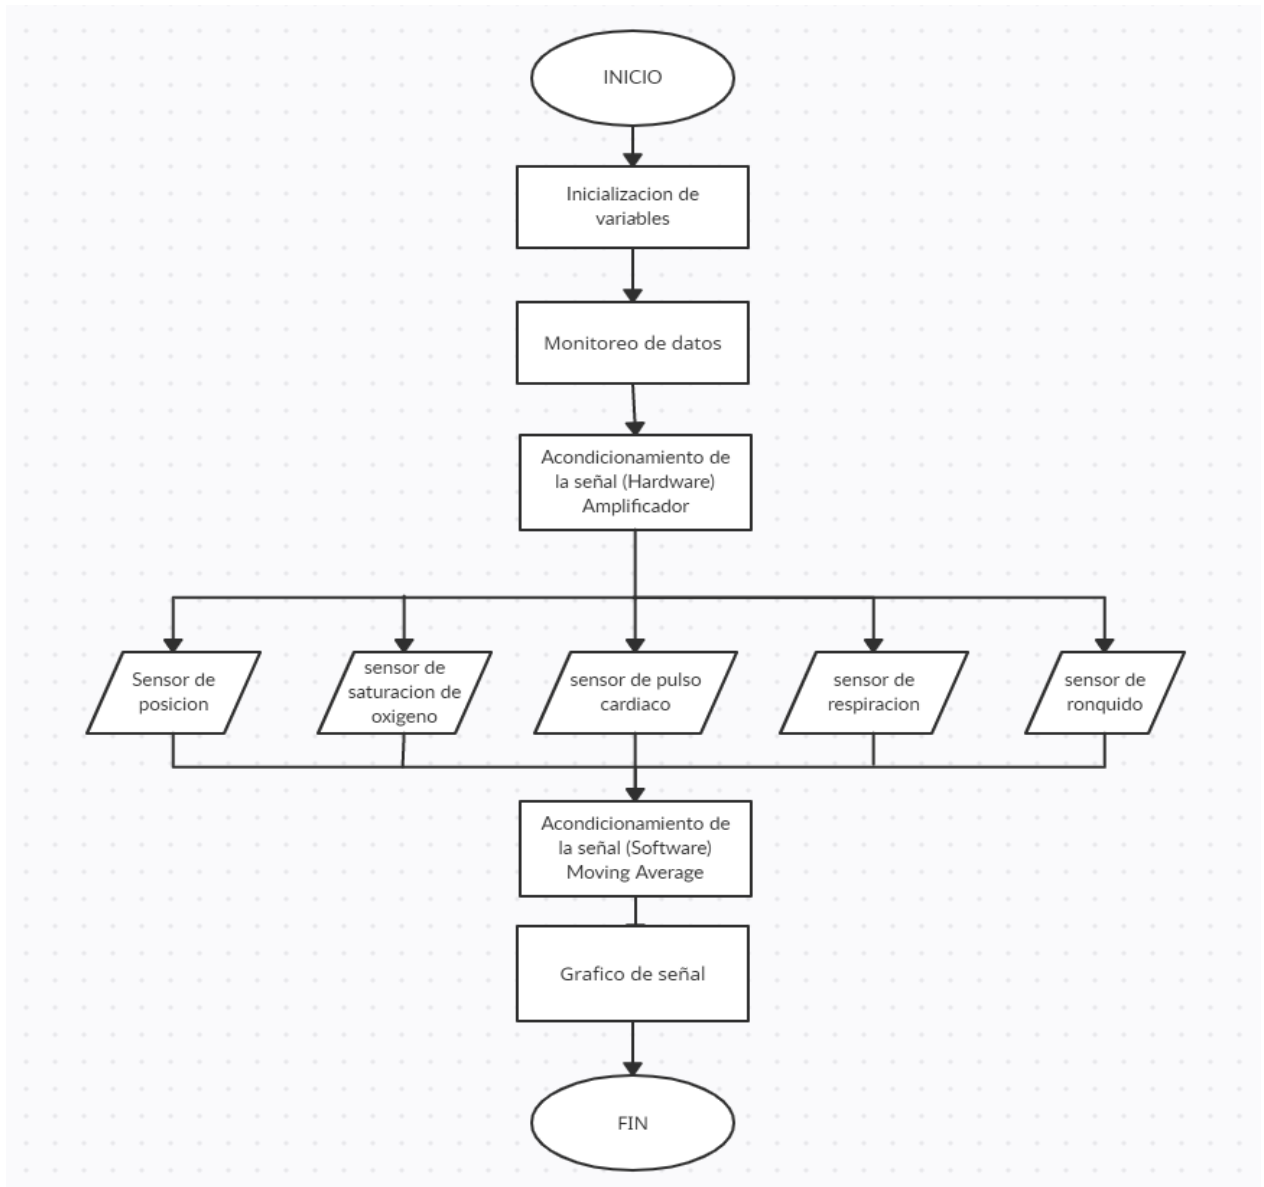 INICIO
Inicializacion de
variables
Monitoreo de datos
Acondicionamiento de
la señal (Hardware)
Amplificador
Sensor de
posicion
sensor de
saturacion de
oxigeno
sensor de pulso
cardiaco
sensor de
respiracion
sensor de
ronquido
Acondicionamiento de
la señal (Software)
Moving Average
Grafico de señal
FIN